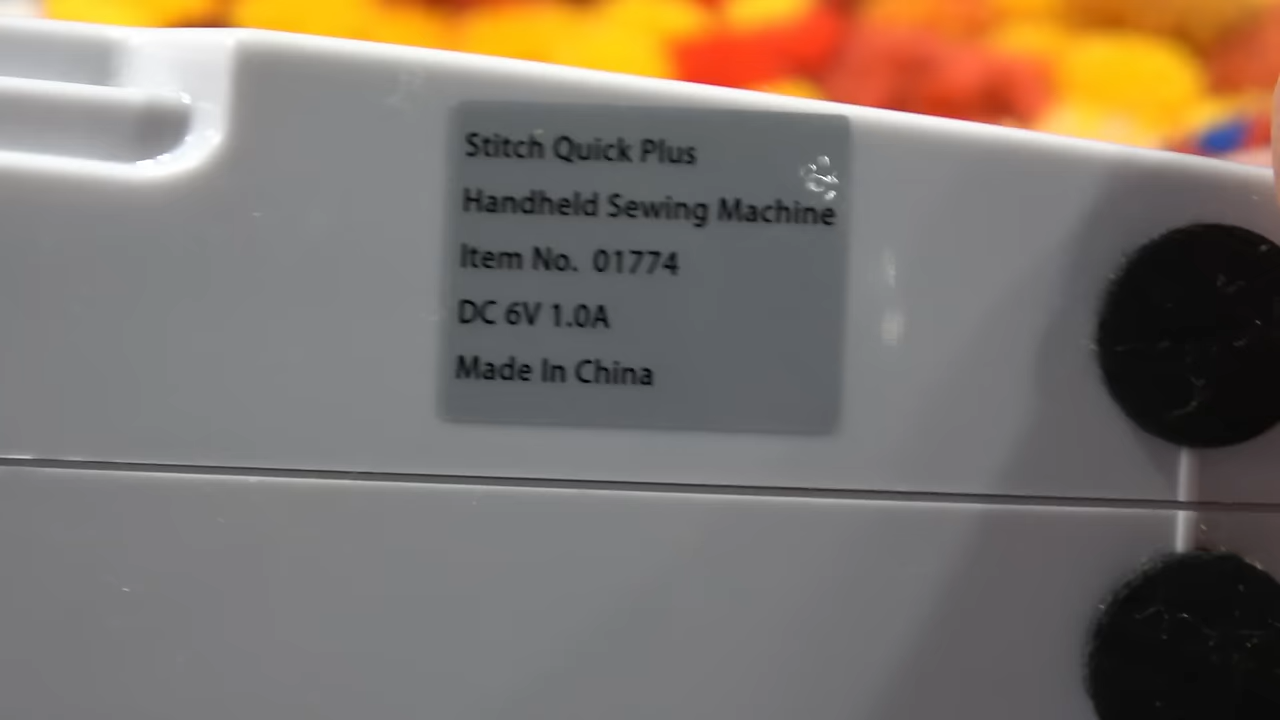 Stitch Quick Plus
Handheld Sewing Machine
Item No. 01774
DC 6V 1.0A
Made In China